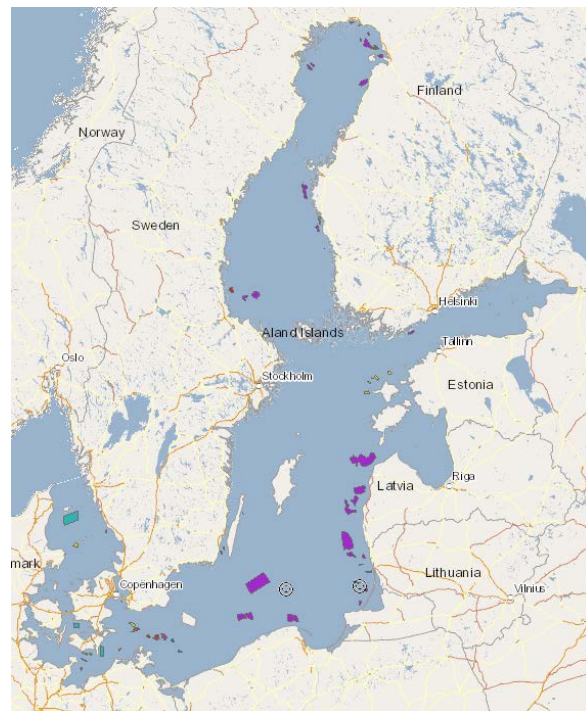 Finland
Norway
Sweden
Helsinki
Aland Islands
Tallinn
Oslo
Stockholm
Estonia
Riga
Latvia
mark
Copenhagen
Lithuania
Vilnius